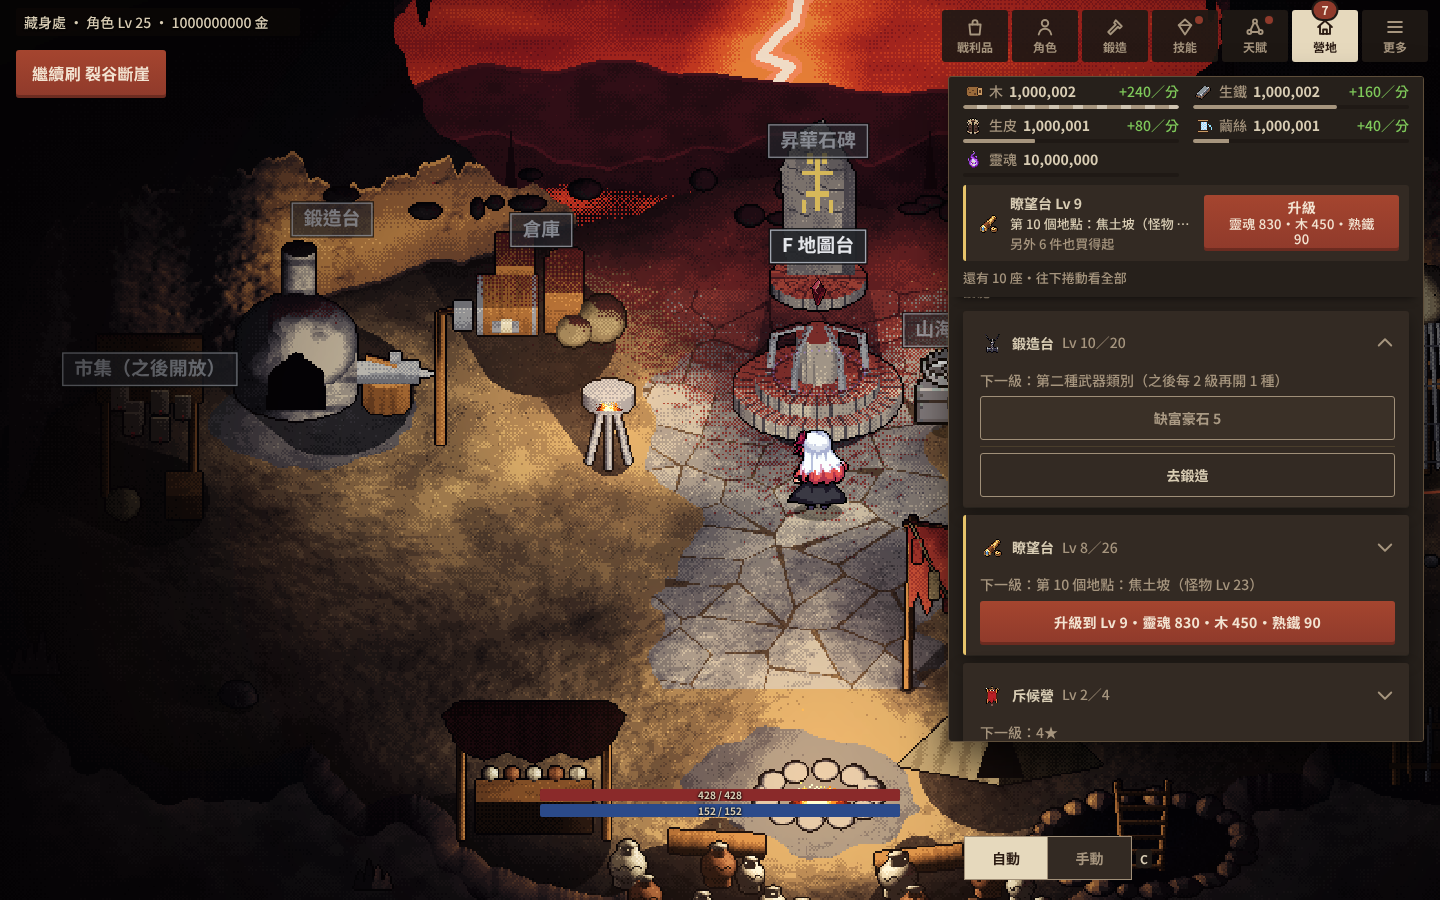 藏身處 · 角色 Lv 25 · 1000000000 金
繼續刷 裂谷斷崖
戰利品
角色
鍛造
技能
天賦
7
營地
更多
木 1,000,002 +240／分
生鐵 1,000,002 +160／分
生皮 1,000,001 +80／分
繭絲 1,000,001 +40／分
靈魂 10,000,000
瞭望台 Lv 9
第 10 個地點：焦土坡（怪物 …
另外 6 件也買得起
升級
靈魂 830・木 450・熟鐵
90
還有 10 座・往下捲動看全部
鍛造台 Lv 10／20
下一級：第二種武器類別（之後每 2 級再開 1 種）
缺富豪石 5
去鍛造
瞭望台 Lv 8／26
下一級：第 10 個地點：焦土坡（怪物 Lv 23）
升級到 Lv 9・靈魂 830・木 450・熟鐵 90
斥候營 Lv 2／4
下一級：4★
昇華石碑
鍛造台
倉庫
F 地圖台
山海
市集（之後開放）
428 / 428
152 / 152
自動
手動
C